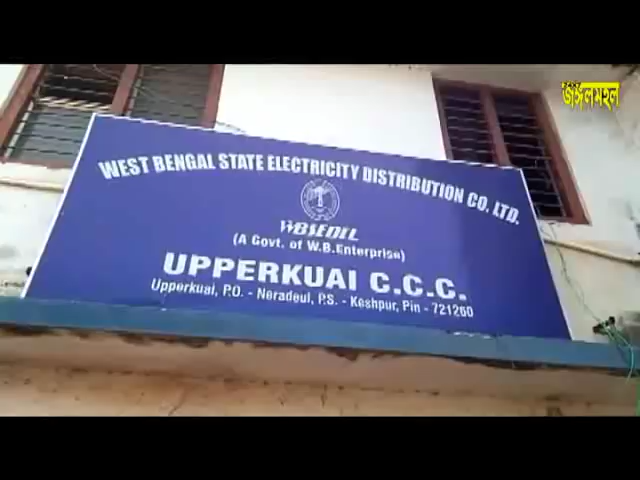 জঙ্গলমহল
WEST BENGAL STATE ELECTRICITY DISTRIBUTION CO. LTD.
WBSEDCL
(A Govt. of W.B.Enterprise)
UPPERKUAI C.C.C.
Upperkuai, P.O. - Neradeul, P.S. - Keshpur, Pin - 721260